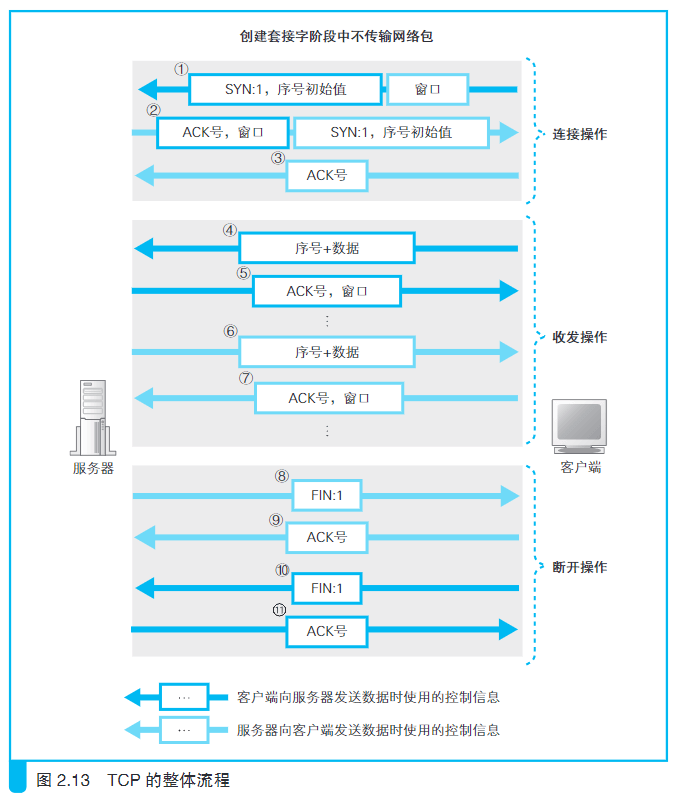 创建套接字阶段中不传输网络包
①
SYN:1，序号初始值
窗口
②
ACK号，窗口
SYN:1，序号初始值
连接操作
③
ACK号
④
序号+数据
⑤
ACK号，窗口
⋮
⑥
序号+数据
收发操作
⑦
ACK号，窗口
⋮
服务器
客户端
⑧
FIN:1
⑨
ACK号
⑩
FIN:1
断开操作
⑪
ACK号
… 客户端向服务器发送数据时使用的控制信息
… 服务器向客户端发送数据时使用的控制信息
图 2.13 TCP 的整体流程